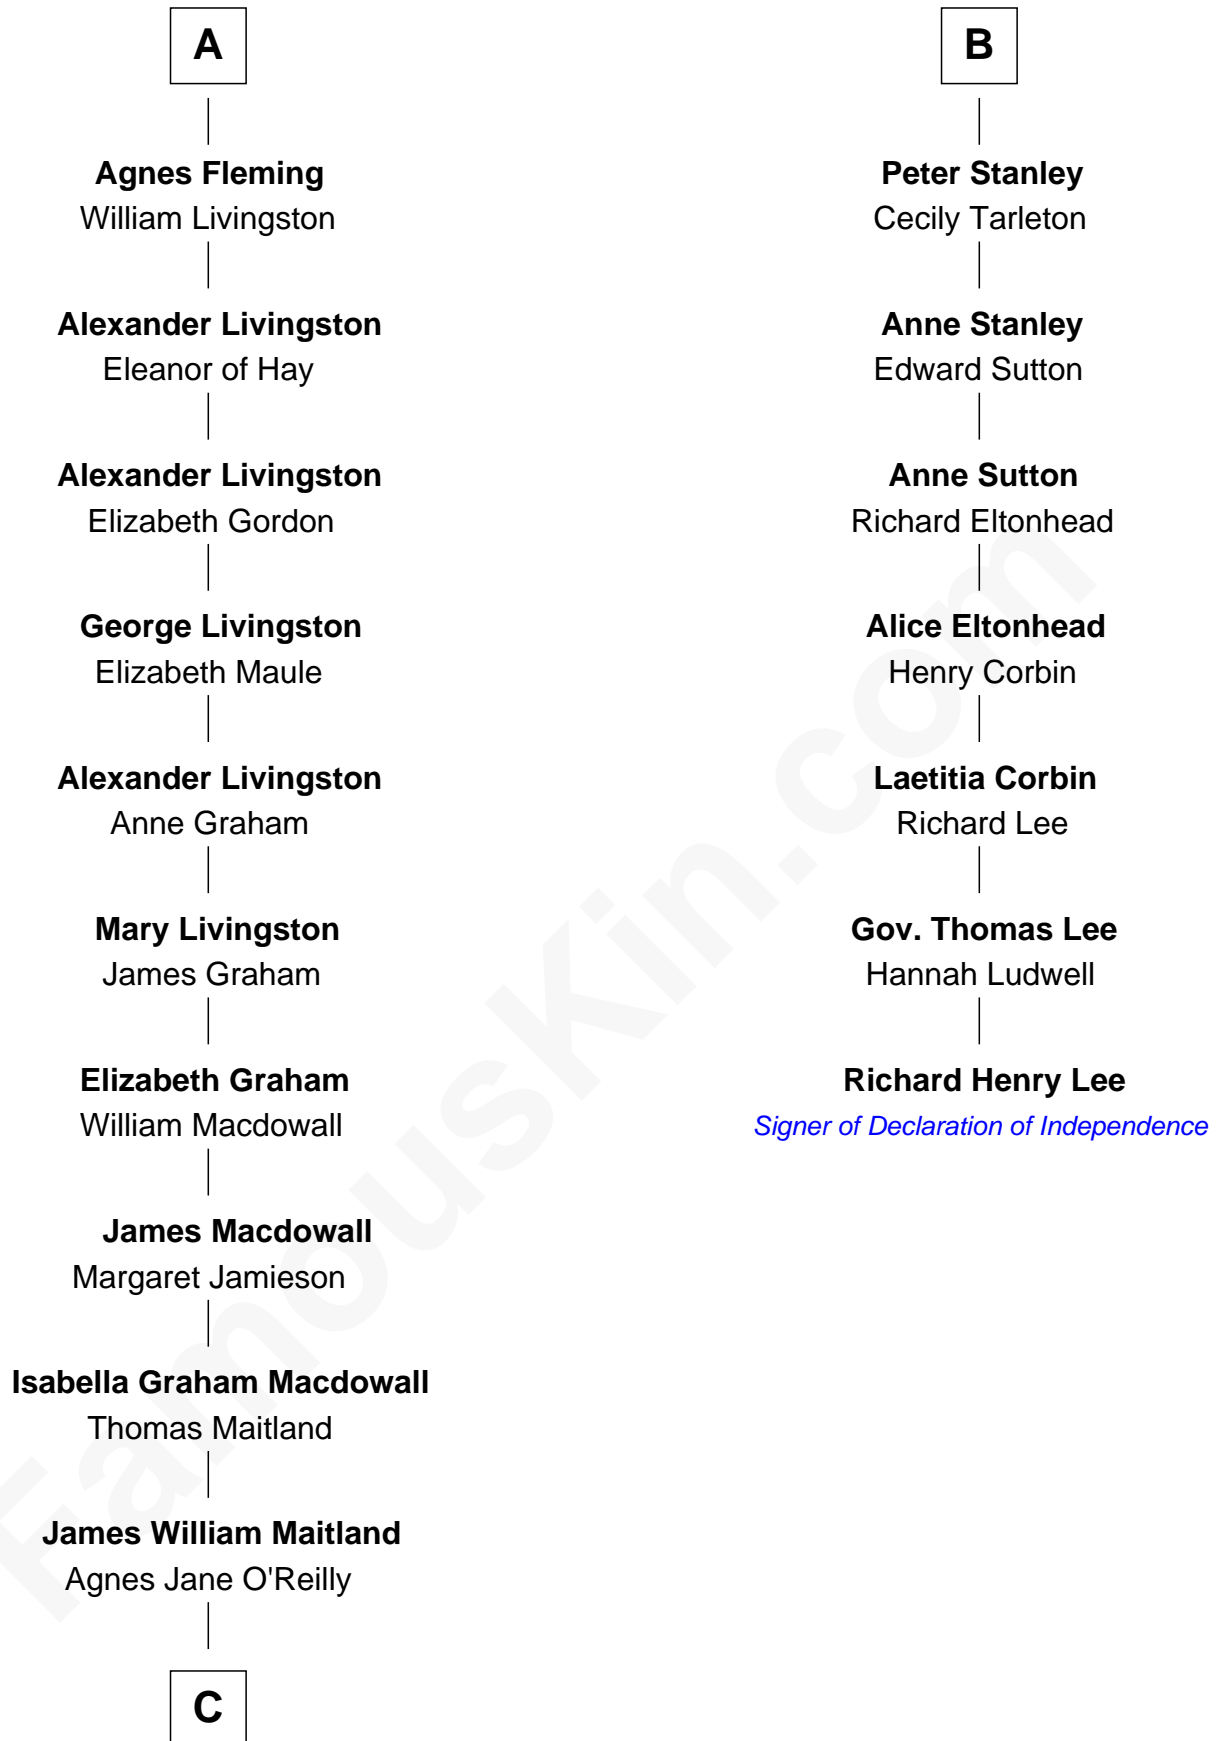 A
Agnes Fleming
William Livingston
Alexander Livingston
Eleanor of Hay
Alexander Livingston
Elizabeth Gordon
George Livingston
Elizabeth Maule
Alexander Livingston
Anne Graham
Mary Livingston
James Graham
Elizabeth Graham
William Macdowall
James Macdowall
Margaret Jamieson
Isabella Graham Macdowall
Thomas Maitland
James William Maitland
Agnes Jane O'Reilly
C
B
Peter Stanley
Cecily Tarleton
Anne Stanley
Edward Sutton
Anne Sutton
Richard Eltonhead
Alice Eltonhead
Henry Corbin
Laetitia Corbin
Richard Lee
Gov. Thomas Lee
Hannah Ludwell
Richard Henry Lee
Signer of Declaration of Independence
FamousKin.com